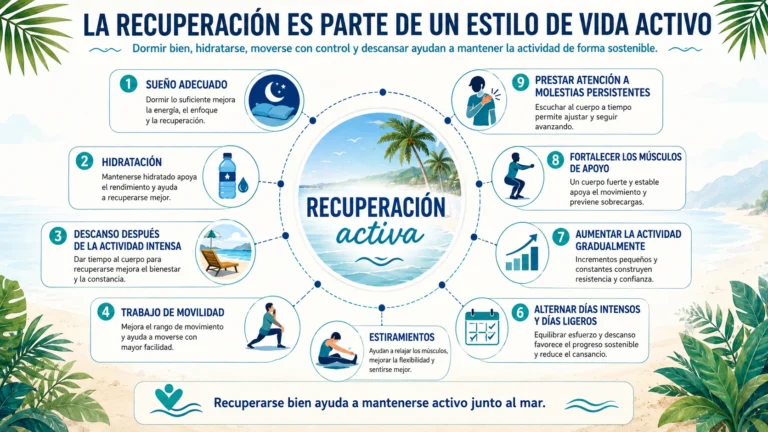 LA RECUPERACIÓN ES PARTE DE UN ESTILO DE VIDA ACTIVO
Dormir bien, hidratarse, moverse con control y descansar ayudan a mantener la actividad de forma sostenible.
1
SUEÑO ADECUADO
Dormir lo suficiente mejora
la energía, el enfoque
y la recuperación.
2
HIDRATACIÓN
Mantenerse hidratado apoya
el rendimiento y ayuda
a recuperarse mejor.
3
DESCANSO DESPUÉS
DE LA ACTIVIDAD INTENSA
Dar tiempo al cuerpo para
recuperarse mejora el bienestar
y la constancia.
4
TRABAJO DE MOVILIDAD
Mejora el rango de movimiento
y ayuda a moverse con
mayor facilidad.
ESTIRAMIENTOS
Ayudan a relajar los músculos,
mejorar la flexibilidad y
sentirse mejor.
6
ALTERNAR DÍAS INTENSOS
Y DÍAS LIGEROS
Equilibrar esfuerzo y descanso
favorece el progreso sostenible
y reduce el cansancio.
7
AUMENTAR LA ACTIVIDAD
GRADUALMENTE
Incrementos pequeños y
constantes construyen
resistencia y confianza.
8
FORTALECER LOS MÚSCULOS
DE APOYO
Un cuerpo fuerte y estable
apoya el movimiento y
previene sobrecargas.
9
PRESTAR ATENCIÓN A
MOLESTIAS PERSISTENTES
Escuchar al cuerpo a tiempo
permite ajustar y seguir
avanzando.
RECUPERACIÓN
activa
Recuperarse bien ayuda a mantenerse activo junto al mar.